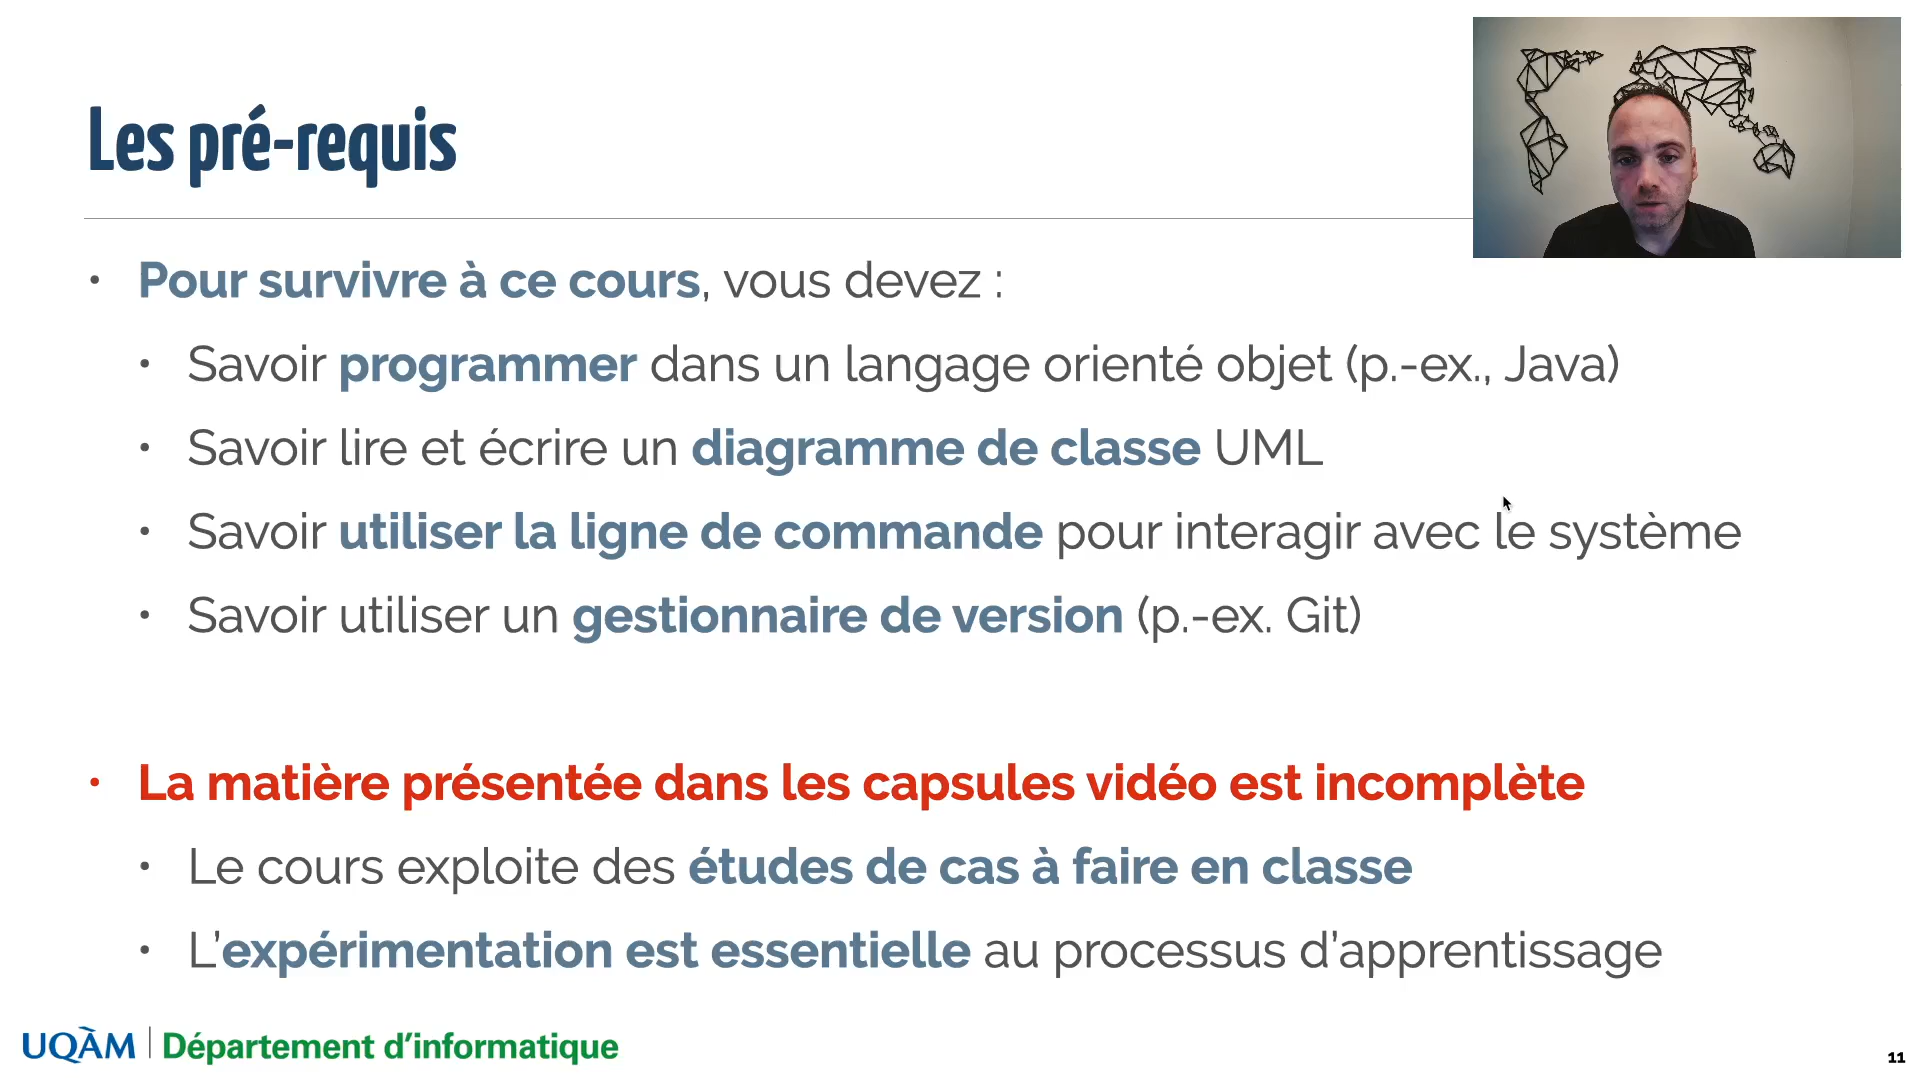 Les pré-requis
• Pour survivre à ce cours, vous devez :
• Savoir programmer dans un langage orienté objet (p.-ex., Java)
• Savoir lire et écrire un diagramme de classe UML
• Savoir utiliser la ligne de commande pour interagir avec le système
• Savoir utiliser un gestionnaire de version (p.-ex. Git)
• La matière présentée dans les capsules vidéo est incomplète
• Le cours exploite des études de cas à faire en classe
• L’expérimentation est essentielle au processus d’apprentissage
UQÀM | Département d’informatique
11